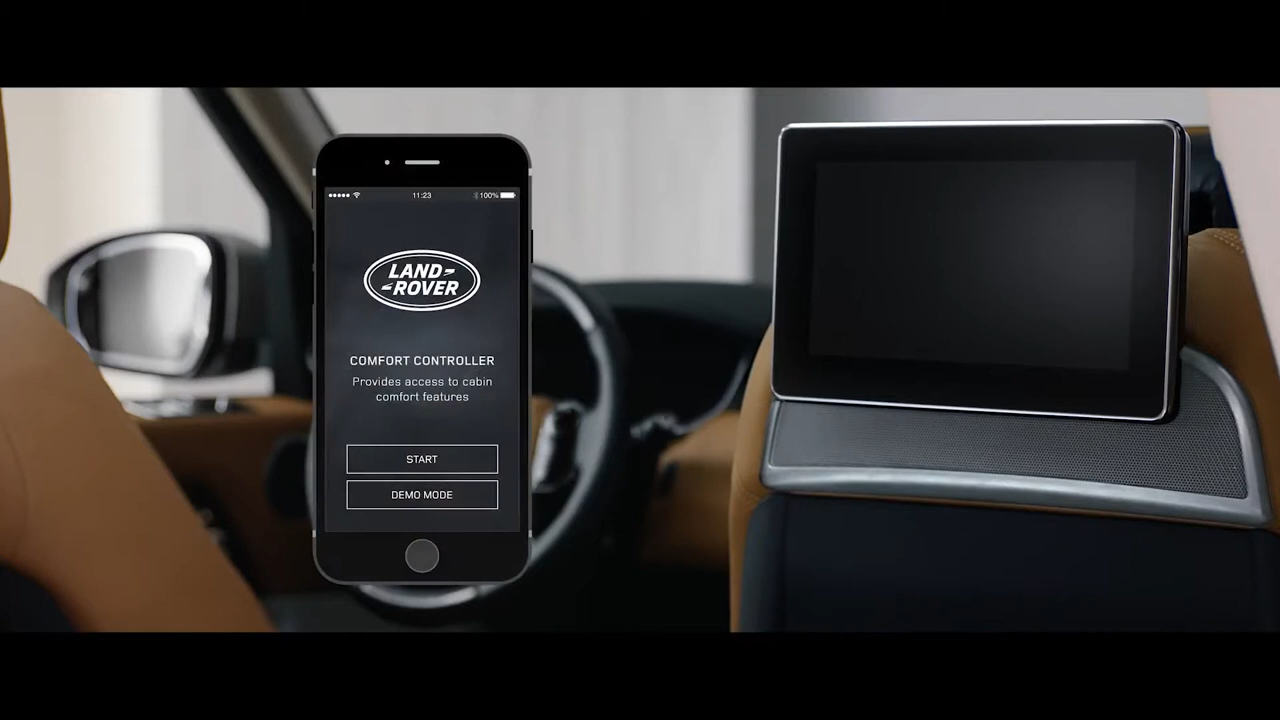 11:23
100%
LAND
ROVER
COMFORT CONTROLLER
Provides access to cabin
comfort features
START
DEMO MODE